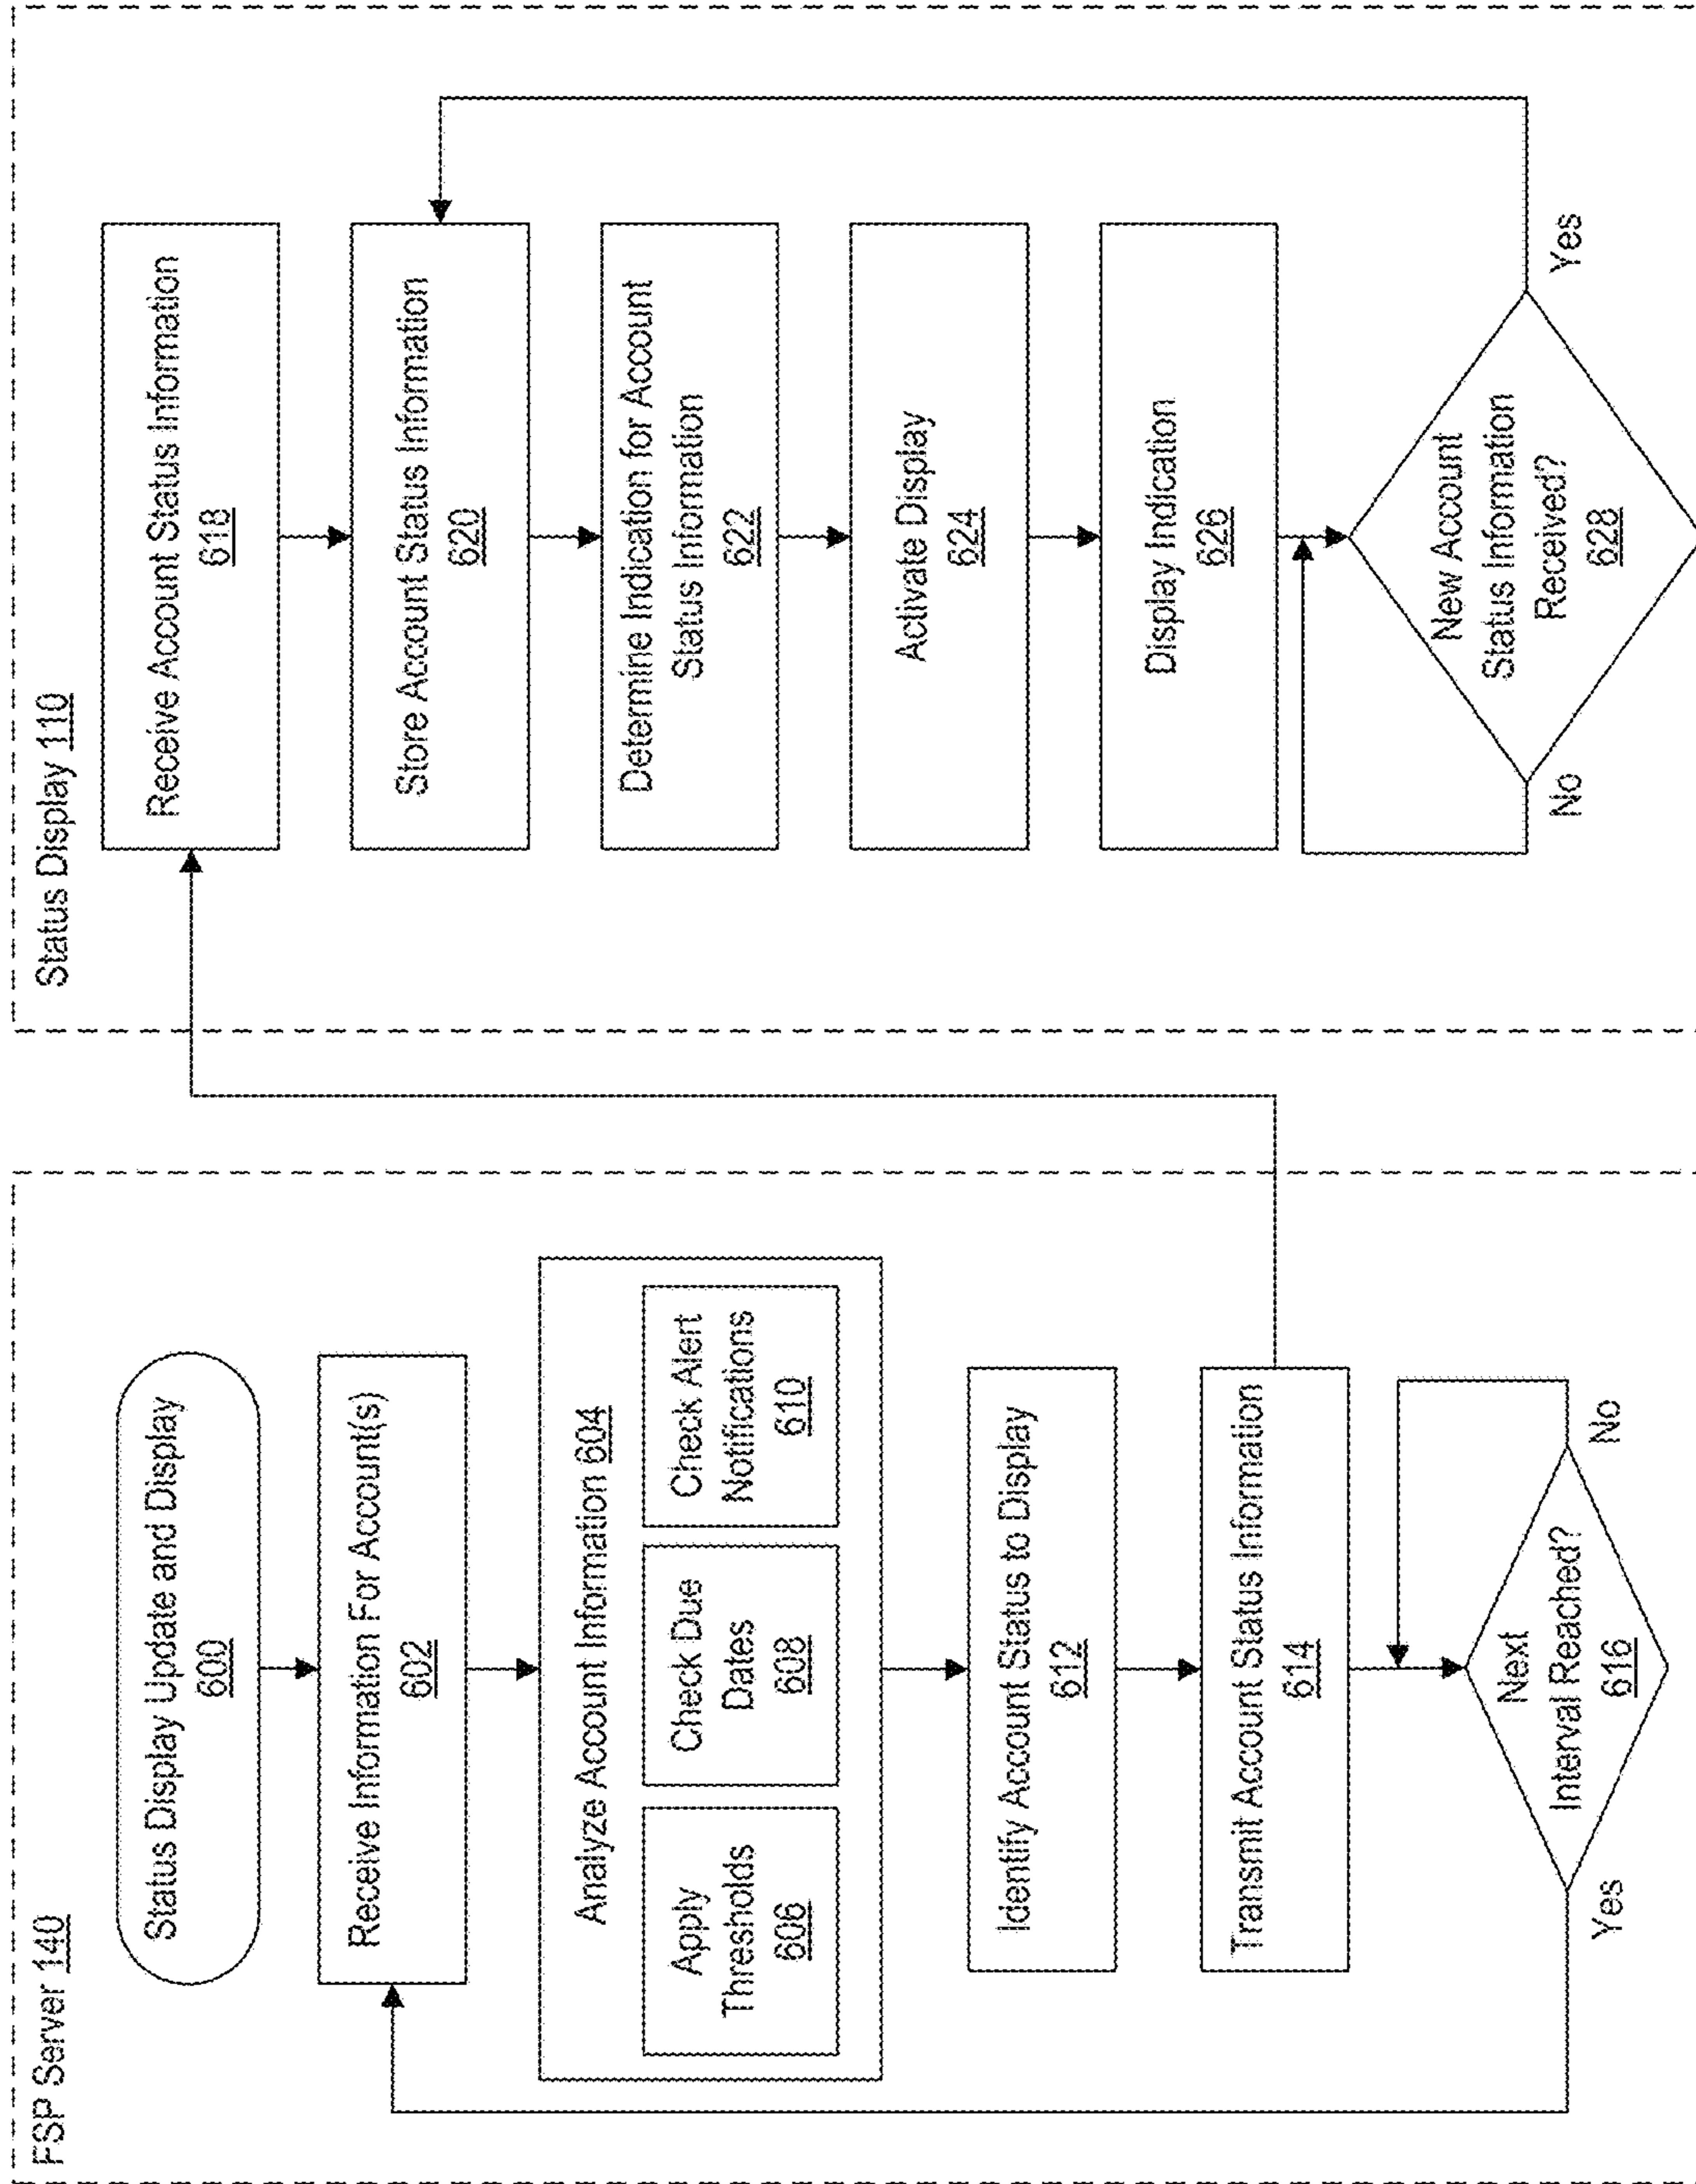 FSP Server 140
Status Display Update and Display
600
Receive Information For Account(s)
602
Analyze Account Information 604
Apply
Thresholds
606
Check Due
Dates
608
Check Alert
Notifications
610
Identify Account Status to Display
612
Transmit Account Status Information
614
Next
Interval Reached?
616
Yes
No
Status Display 110
Receive Account Status Information
618
Store Account Status Information
620
Determine Indication for Account
Status Information
622
Activate Display
624
Display Indication
626
New Account
Status Information
Received?
628
No
Yes